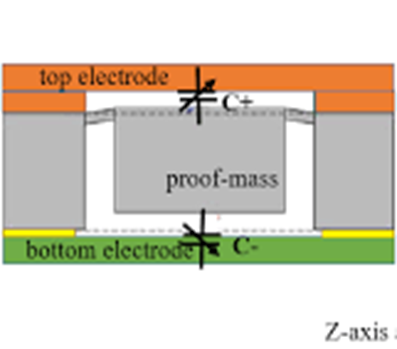 top electrode
C+
proof-mass
bottom electrode
C-
Z-axis